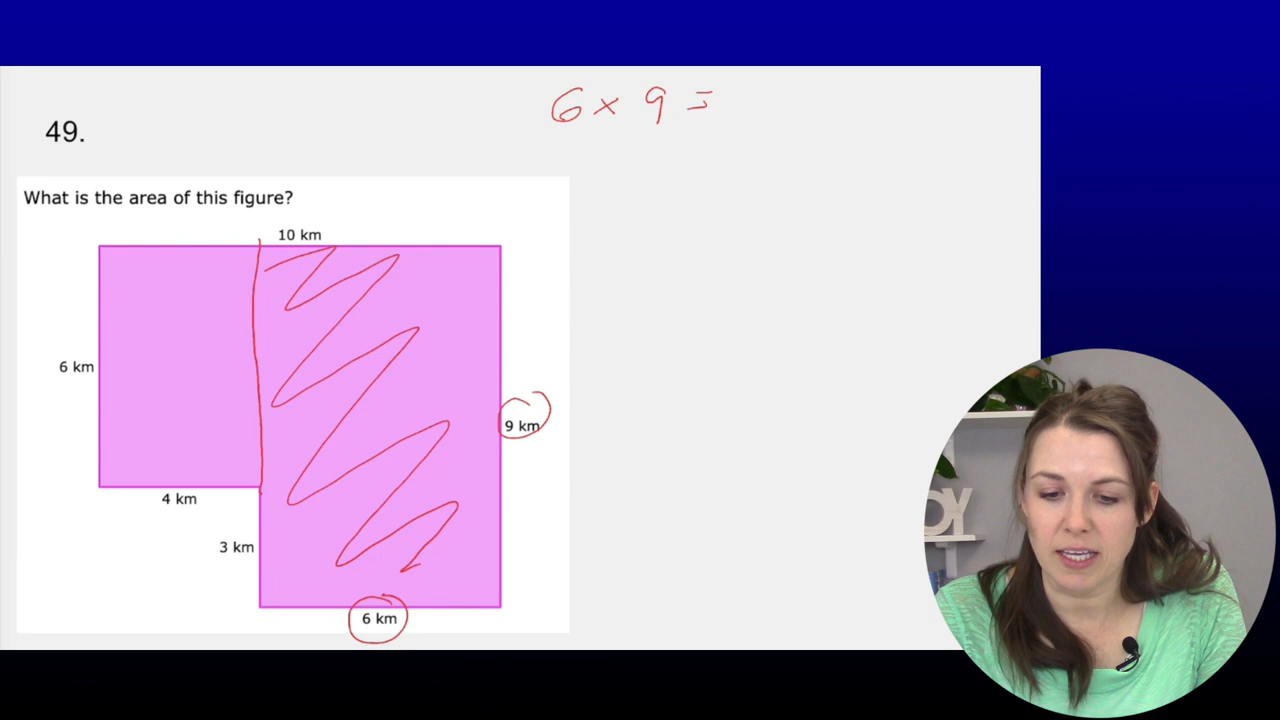 6 × 9 =
49.
What is the area of this figure?
10 km
6 km
9 km
4 km
3 km
6 km
OY